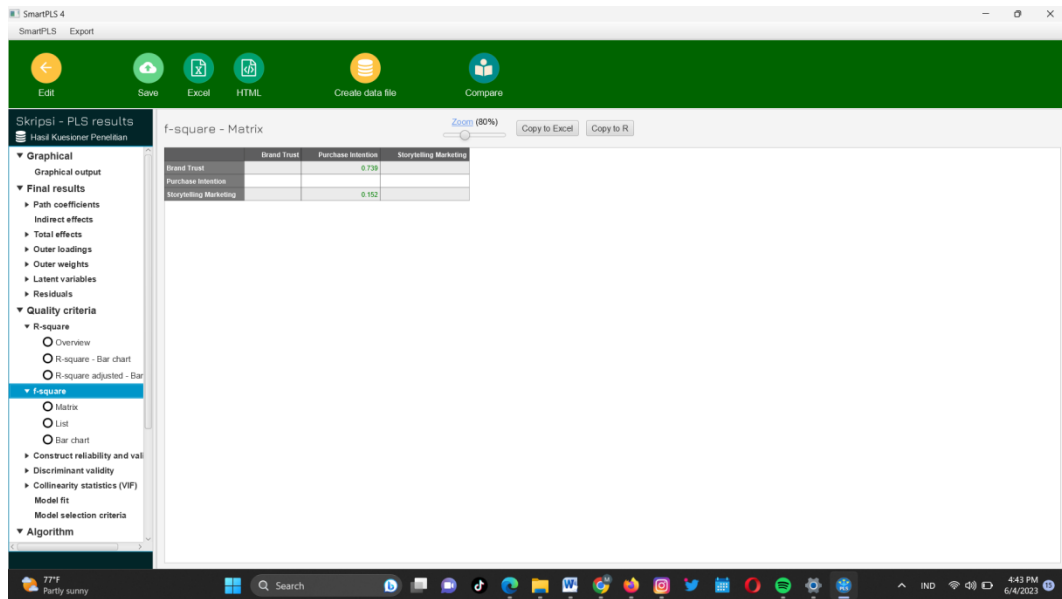 SmartPLS 4
SmartPLS Export
Edit Save Excel HTML Create data file Compare
Skripsi - PLS results
Hasil Kuesioner Penelitian
Graphical
Graphical output
Final results
Path coefficients
Indirect effects
Total effects
Outer loadings
Outer weights
Latent variables
Residuals
Quality criteria
R-square
Overview
R-square - Bar chart
R-square adjusted - Bar
f-square
Matrix
List
Bar chart
Construct reliability and vali
Discriminant validity
Collinearity statistics (VIF)
Model fit
Model selection criteria
Algorithm
f-square - Matrix
Zoom (80%)
Copy to Excel Copy to R
Brand Trust Purchase Intention Storytelling Marketing
Brand Trust 0.739
Purchase Intention
Storytelling Marketing 0.152
77°F
Partly sunny
Search
IND
4:43 PM
6/4/2023